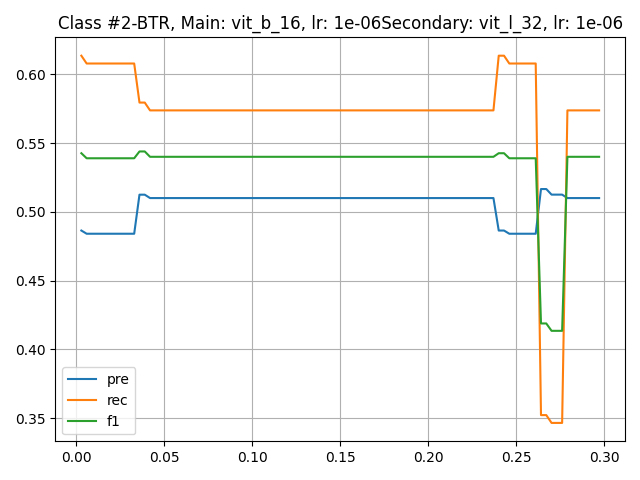 Class #2-BTR, Main: vit_b_16, lr: 1e-06Secondary: vit_l_32, lr: 1e-06
0.60
0.55
0.50
0.45
0.40
0.35
pre
rec
f1
0.00 0.05 0.10 0.15 0.20 0.25 0.30